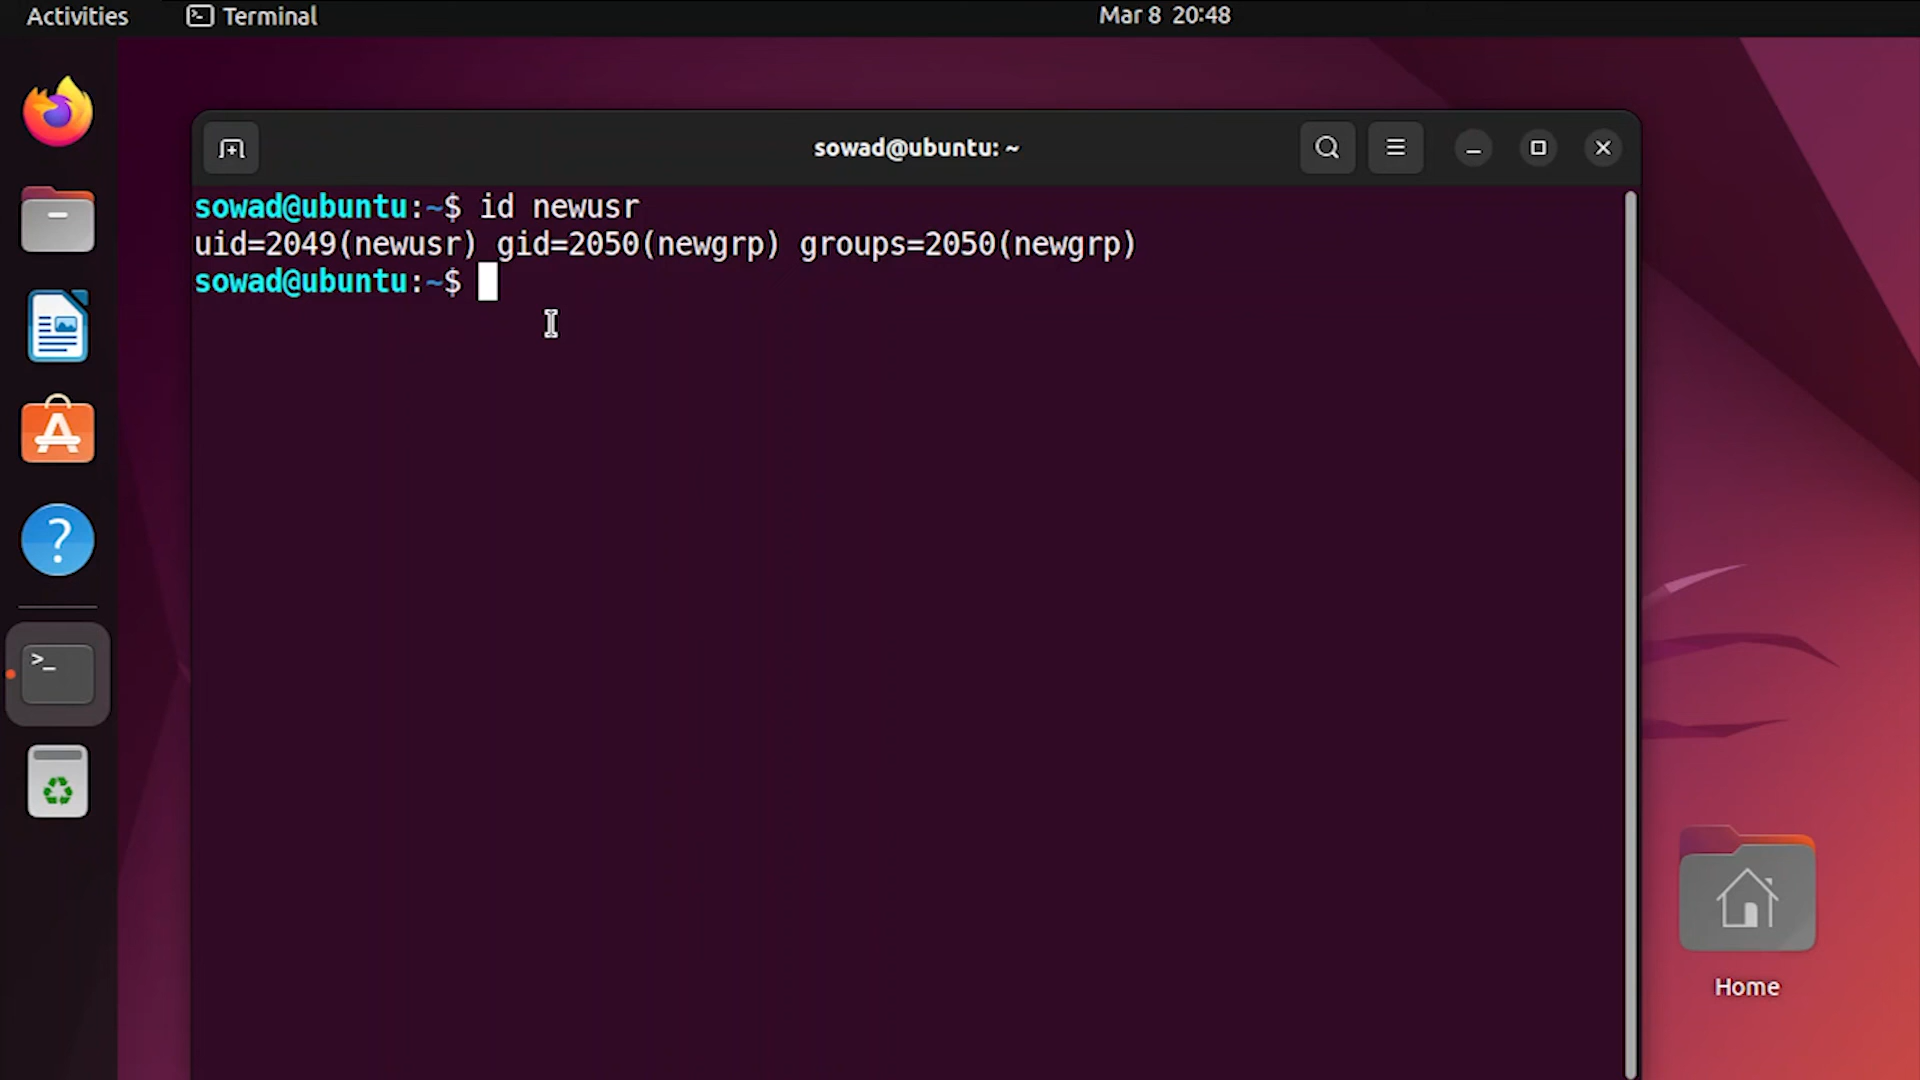 Activities Terminal Mar 8 20:48
sowad@ubuntu: ~
sowad@ubuntu:~$ id newusr
uid=2049(newusr) gid=2050(newgrp) groups=2050(newgrp)
sowad@ubuntu:~$
Home